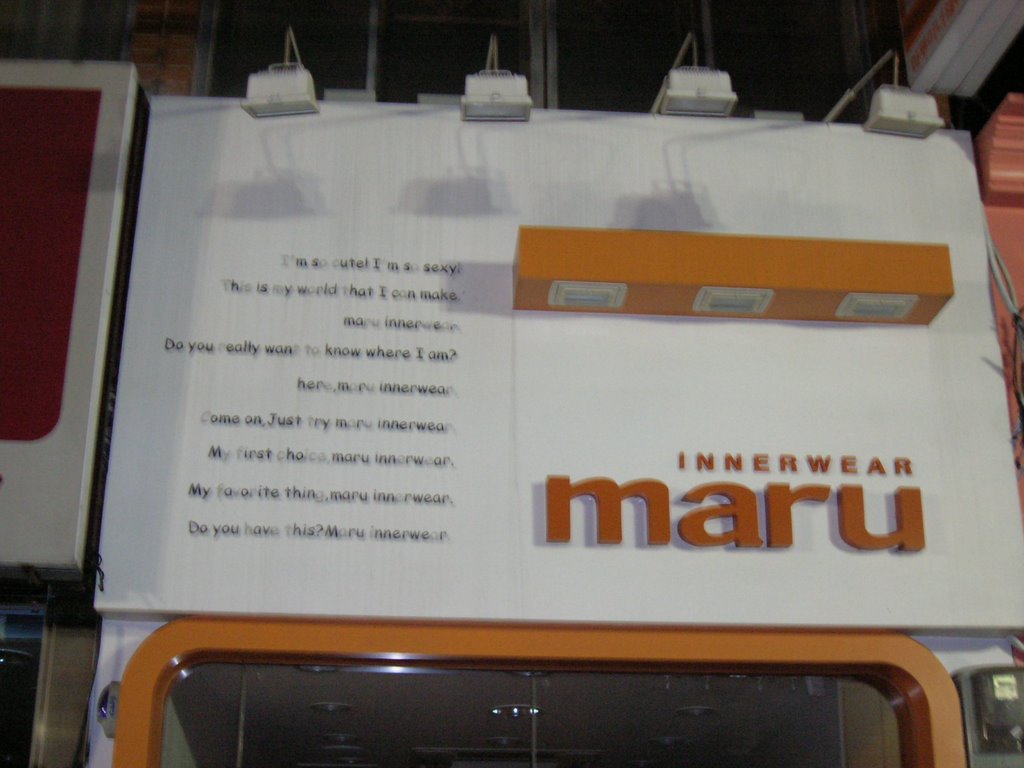 I'm so cute! I'm so sexy!
This is my world that I can make.
maru innerwear.
Do you really want to know where I am?
here,maru innerwear.
Come on,Just try maru innerwear.
My first choice,maru innerwear.
My favorite thing,maru innerwear.
Do you have this?Maru innerwear.
INNERWEAR
maru